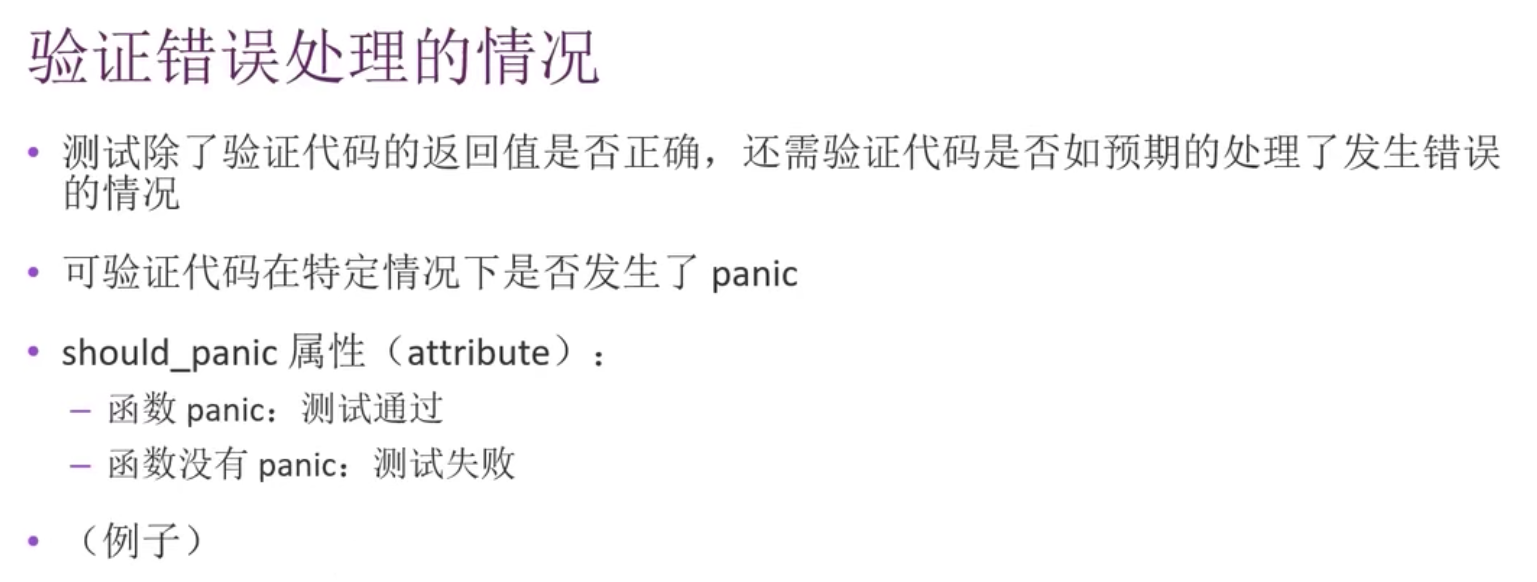 验证错误处理的情况
• 测试除了验证代码的返回值是否正确，还需验证代码是否如预期的处理了发生错误
的情况
• 可验证代码在特定情况下是否发生了 panic
• should_panic 属性（attribute）：
– 函数 panic：测试通过
– 函数没有 panic：测试失败
• （例子）